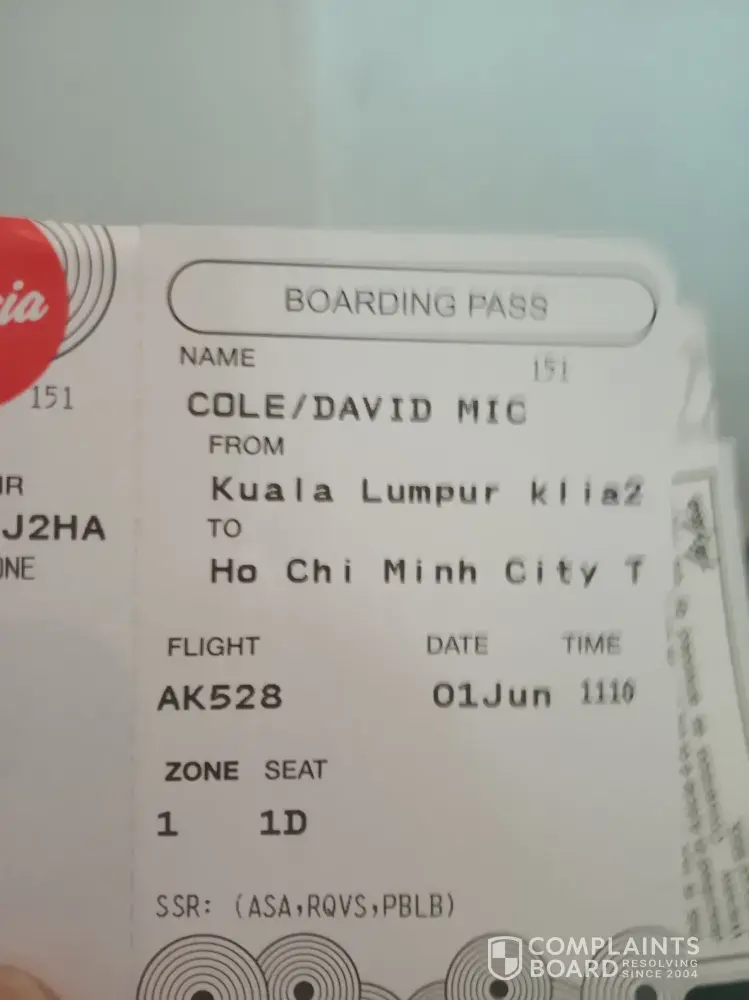 BOARDING PASS
ia
151
NAME
151
COLE/DAVID MIC
FROM
Kuala Lumpur klia2
J2HA
TO
Ho Chi Minh City T
FLIGHT
DATE
TIME
AK528
01Jun
1110
ZONE
SEAT
1
1D
SSR: (ASA,RQVS,PBLB)
COMPLAINTS
BOARD
RESOLVING
SINCE 2004